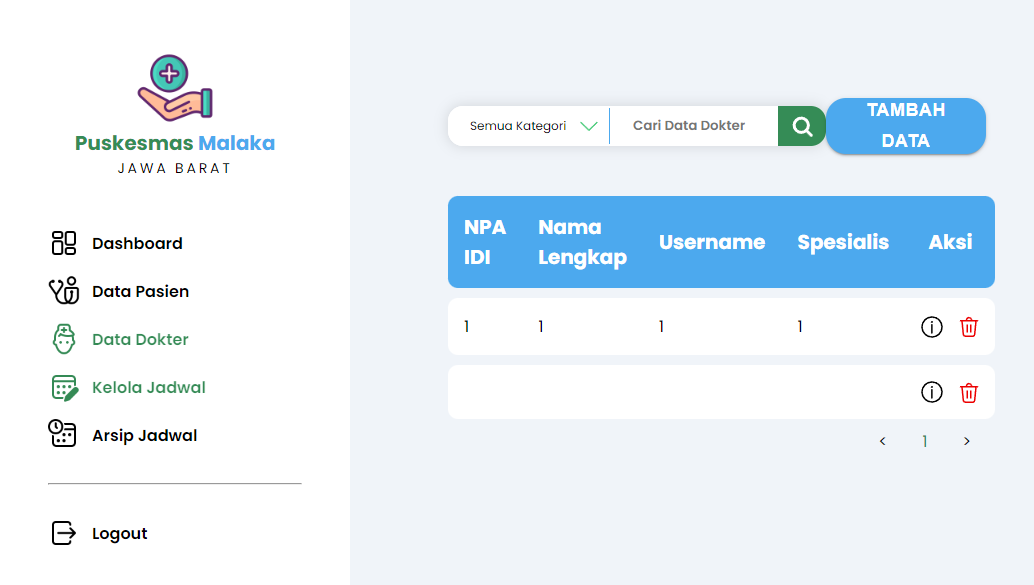 Puskesmas Malaka
JAWA BARAT
Dashboard
Data Pasien
Data Dokter
Kelola Jadwal
Arsip Jadwal
Logout
Semua Kategori
Cari Data Dokter
TAMBAH
DATA
NPA
IDI
Nama
Lengkap
Username
Spesialis
Aksi
1 1 1 1
< 1 >